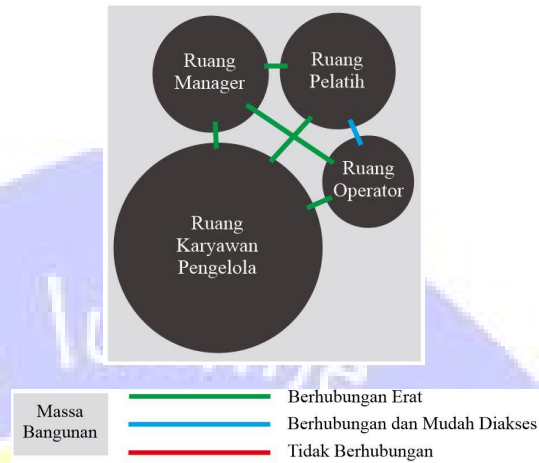 Ruang
Manager
Ruang
Pelatih
Ruang
Operator
Ruang
Karyawan
Pengelola
Massa
Bangunan
Berhubungan Erat
Berhubungan dan Mudah Diakses
Tidak Berhubungan